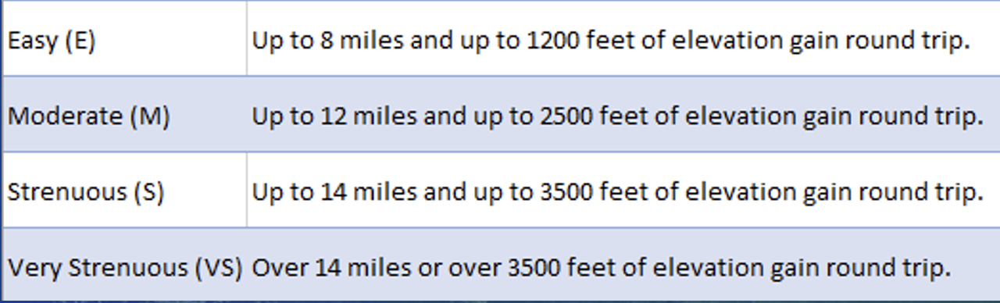 Easy (E) Up to 8 miles and up to 1200 feet of elevation gain round trip.
Moderate (M) Up to 12 miles and up to 2500 feet of elevation gain round trip.
Strenuous (S) Up to 14 miles and up to 3500 feet of elevation gain round trip.
Very Strenuous (VS) Over 14 miles or over 3500 feet of elevation gain round trip.